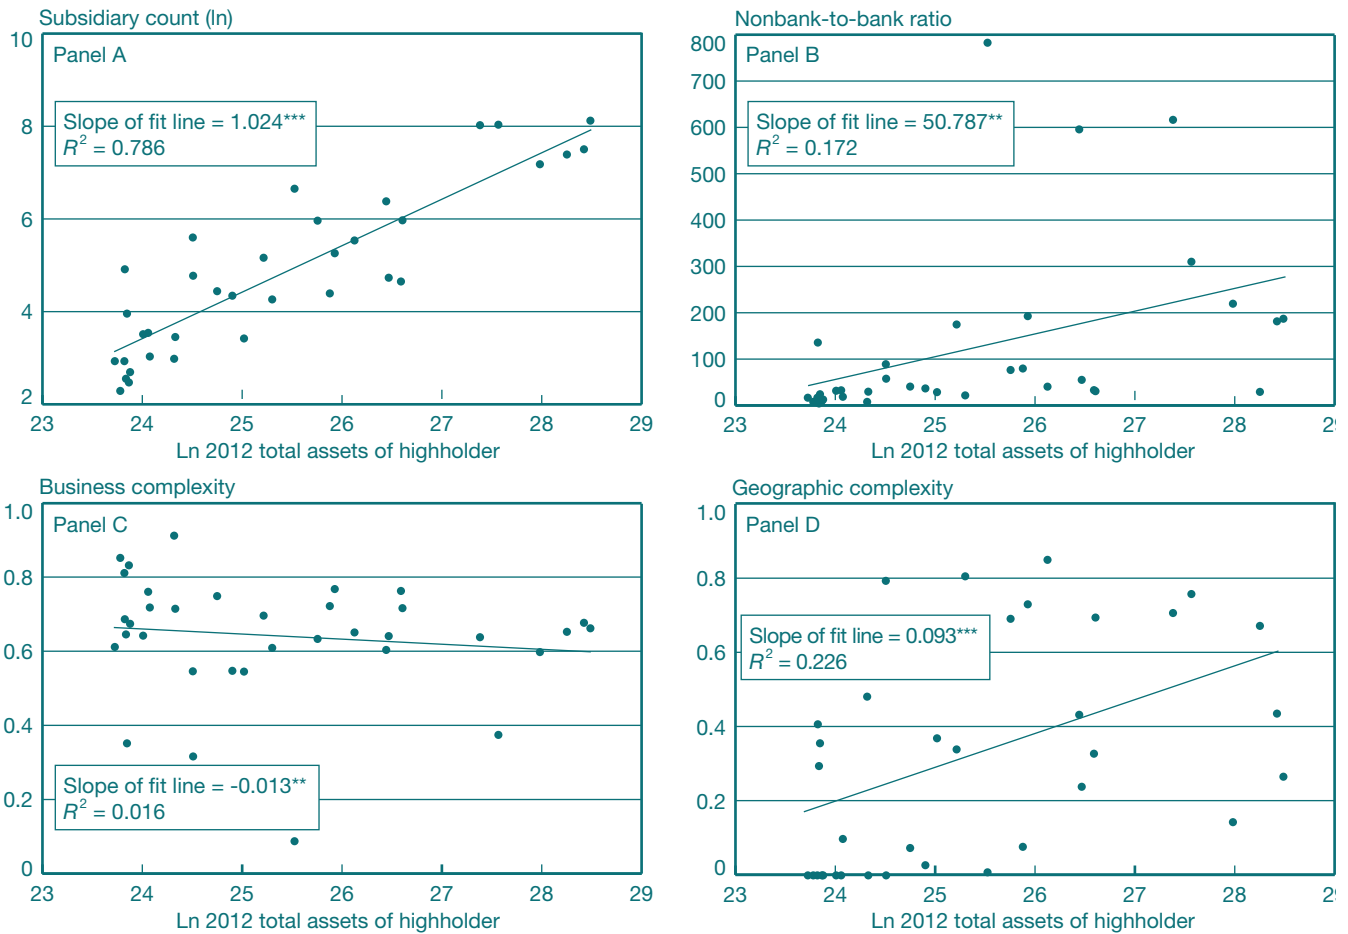 Subsidiary count (ln)
Panel A
10
8
6
4
2
Slope of fit line = 1.024***
R² = 0.786
23 24 25 26 27 28 29
Ln 2012 total assets of highholder
Nonbank-to-bank ratio
Panel B
800
700
600
500
400
300
200
100
0
Slope of fit line = 50.787**
R² = 0.172
23 24 25 26 27 28
Ln 2012 total assets of highholder
Business complexity
Panel C
1.0
0.8
0.6
0.4
0.2
0
Slope of fit line = -0.013**
R² = 0.016
23 24 25 26 27 28 29
Ln 2012 total assets of highholder
Geographic complexity
Panel D
1.0
0.8
0.6
0.4
0.2
0
Slope of fit line = 0.093***
R² = 0.226
23 24 25 26 27 28
Ln 2012 total assets of highholder